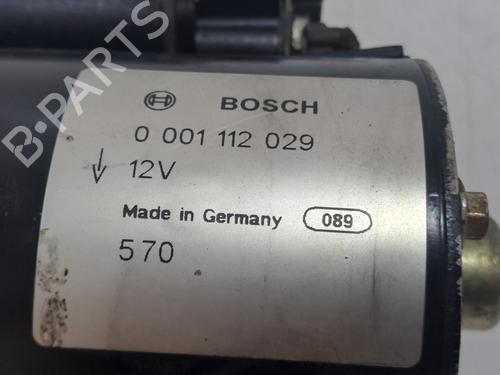 B-PARTS
BOSCH
0 001 112 029
12V
Made in Germany 089
570